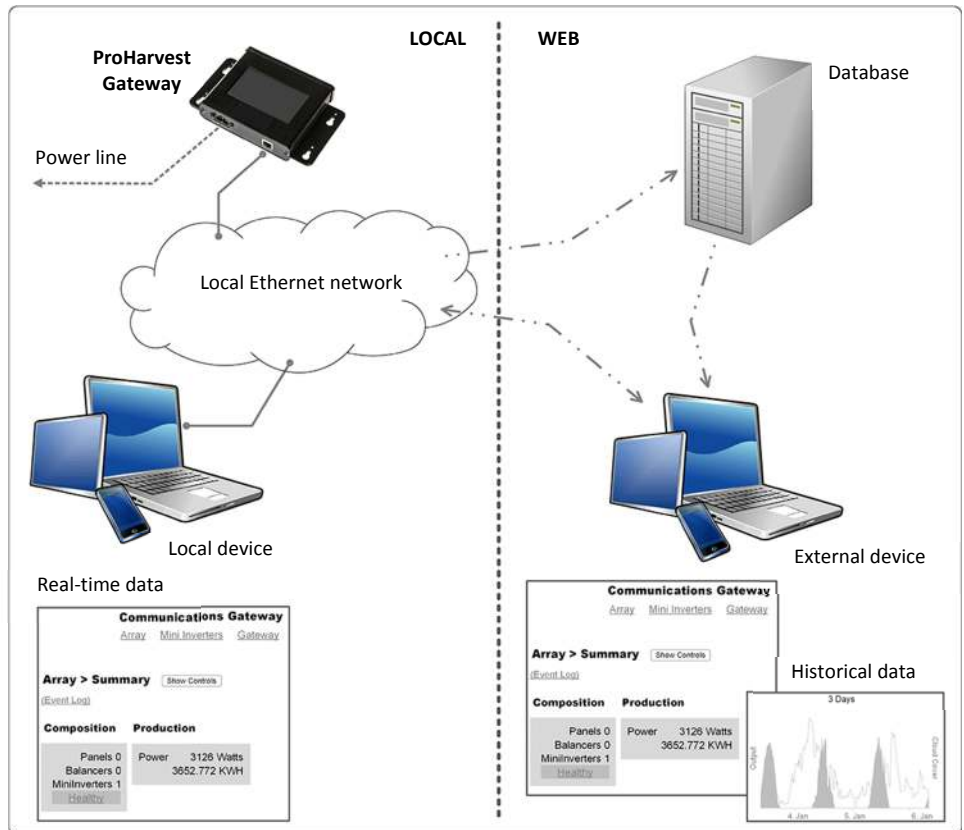 LOCAL
WEB
ProHarvest
Gateway
Database
Power line
Local Ethernet network
Local device
External device
Real-time data
Communications Gateway
Array Mini Inverters Gateway
Array > Summary Show Controls
(Event Log)
Composition Production
Panels 0 Power 3126 Watts
Balancers 0 3652.772 KWH
MiniInverters 1
Healthy
Communications Gateway
Array Mini Inverters Gateway
Array > Summary Show Controls
(Event Log)
Composition Production
Panels 0 Power 3126 Watts
Balancers 0 3652.772 KWH
MiniInverters 1
Healthy
Historical data
3 Days
Output
Cloud Cover
4. Jan 5. Jan 6. Jan